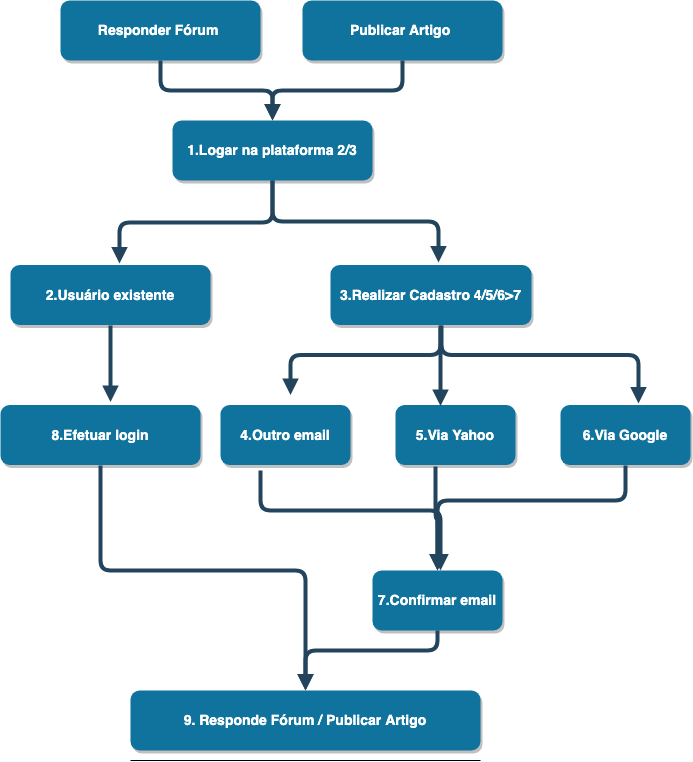 Responder Fórum
Publicar Artigo
1.Logar na plataforma 2/3
2.Usuário existente
3.Realizar Cadastro 4/5/6>7
8.Efetuar login
4.Outro email
5.Via Yahoo
6.Via Google
7.Confirmar email
9. Responde Fórum / Publicar Artigo